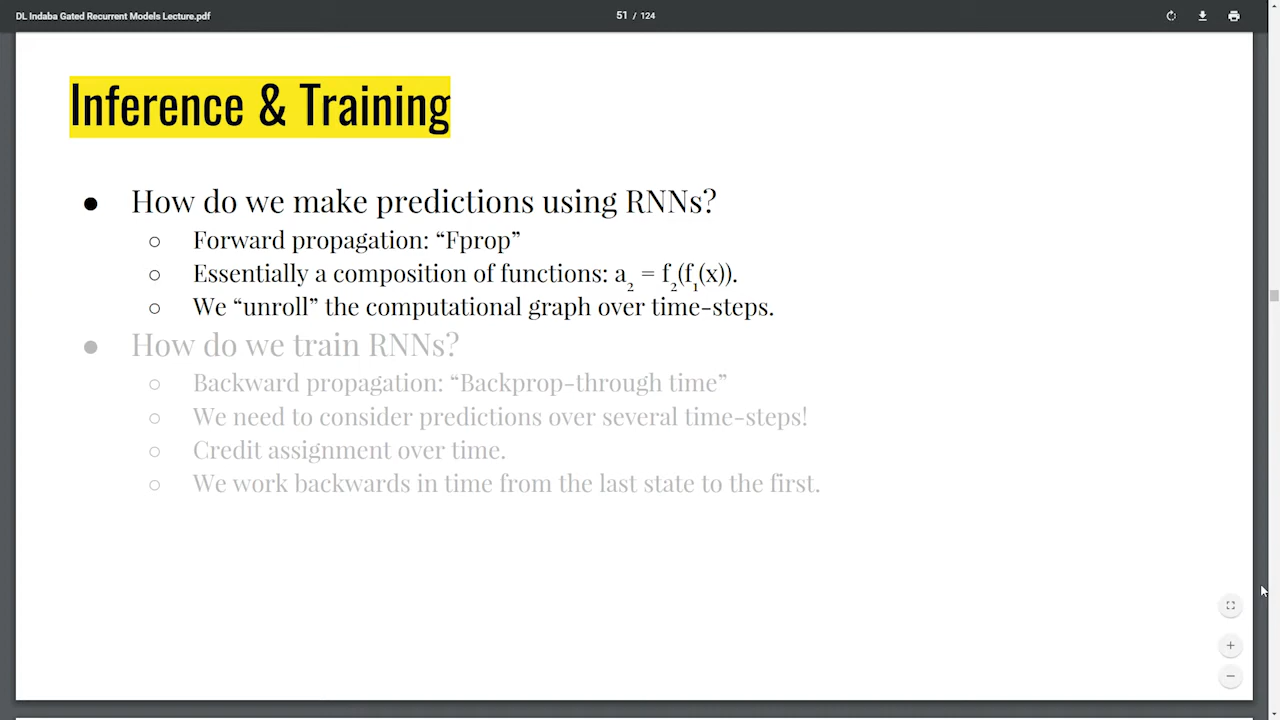 DL Indaba Gated Recurrent Models Lecture.pdf
51 / 124
Inference & Training
● How do we make predictions using RNNs?
○ Forward propagation: “Fprop”
○ Essentially a composition of functions: a₂ = f₂(f₁(x)).
○ We “unroll” the computational graph over time-steps.
● How do we train RNNs?
○ Backward propagation: “Backprop-through time”
○ We need to consider predictions over several time-steps!
○ Credit assignment over time.
○ We work backwards in time from the last state to the first.